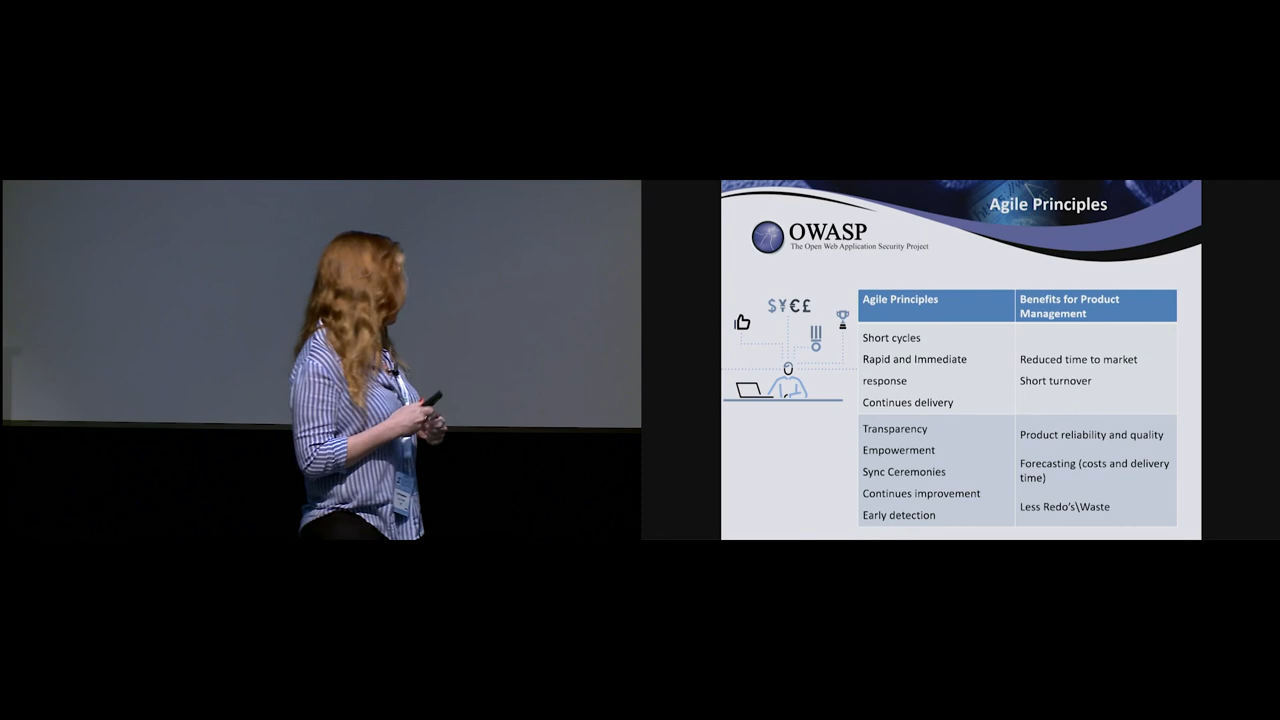 Agile Principles
OWASP
The Open Web Application Security Project
$¥€£
Agile Principles
Benefits for Product
Management
Short cycles
Rapid and Immediate
response
Continues delivery
Reduced time to market
Short turnover
Transparency
Empowerment
Sync Ceremonies
Continues improvement
Early detection
Product reliability and quality
Forecasting (costs and delivery
time)
Less Redo's\Waste